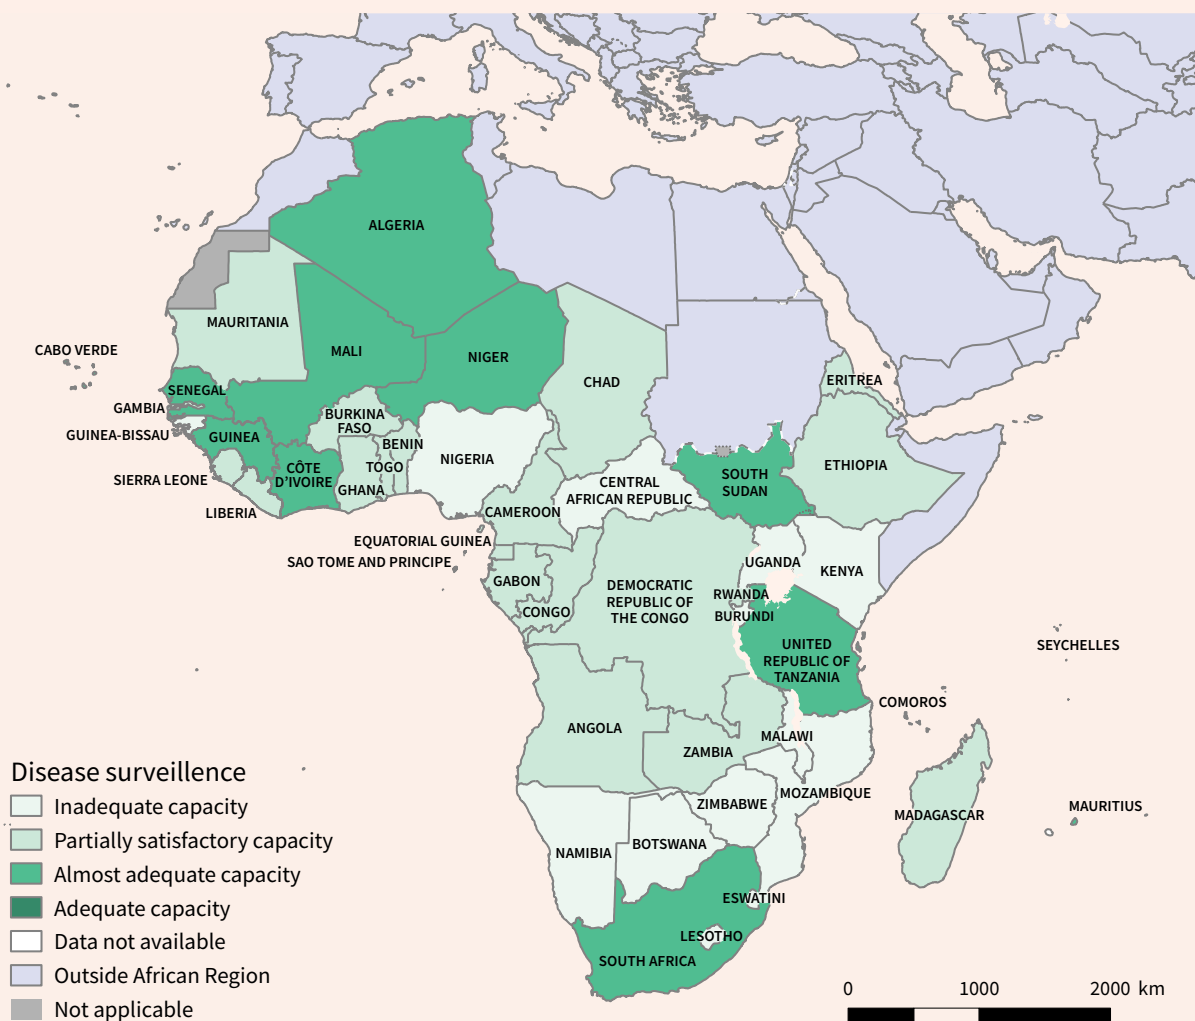 ALGERIA
MAURITANIA
MALI
NIGER
CABO VERDE
CHAD
SENEGAL
ERITREA
GAMBIA
BURKINA
FASO
GUINEA-BISSAU
GUINEA
BENIN
NIGERIA
ETHIOPIA
TOGO
CÔTE
D'IVOIRE
SIERRA LEONE
GHANA
SOUTH
SUDAN
CENTRAL
AFRICAN REPUBLIC
LIBERIA
CAMEROON
EQUATORIAL GUINEA
SAO TOME AND PRINCIPE
UGANDA
KENYA
GABON
DEMOCRATIC
REPUBLIC OF
THE CONGO
RWANDA
CONGO
BURUNDI
UNITED
REPUBLIC OF
TANZANIA
SEYCHELLES
COMOROS
ANGOLA
MALAWI
ZAMBIA
MOZAMBIQUE
ZIMBABWE
MADAGASCAR
MAURITIUS
BOTSWANA
NAMIBIA
ESWATINI
LESOTHO
SOUTH AFRICA
Disease surveillence
Inadequate capacity
Partially satisfactory capacity
Almost adequate capacity
Adequate capacity
Data not available
Outside African Region
Not applicable
0 1000 2000 km